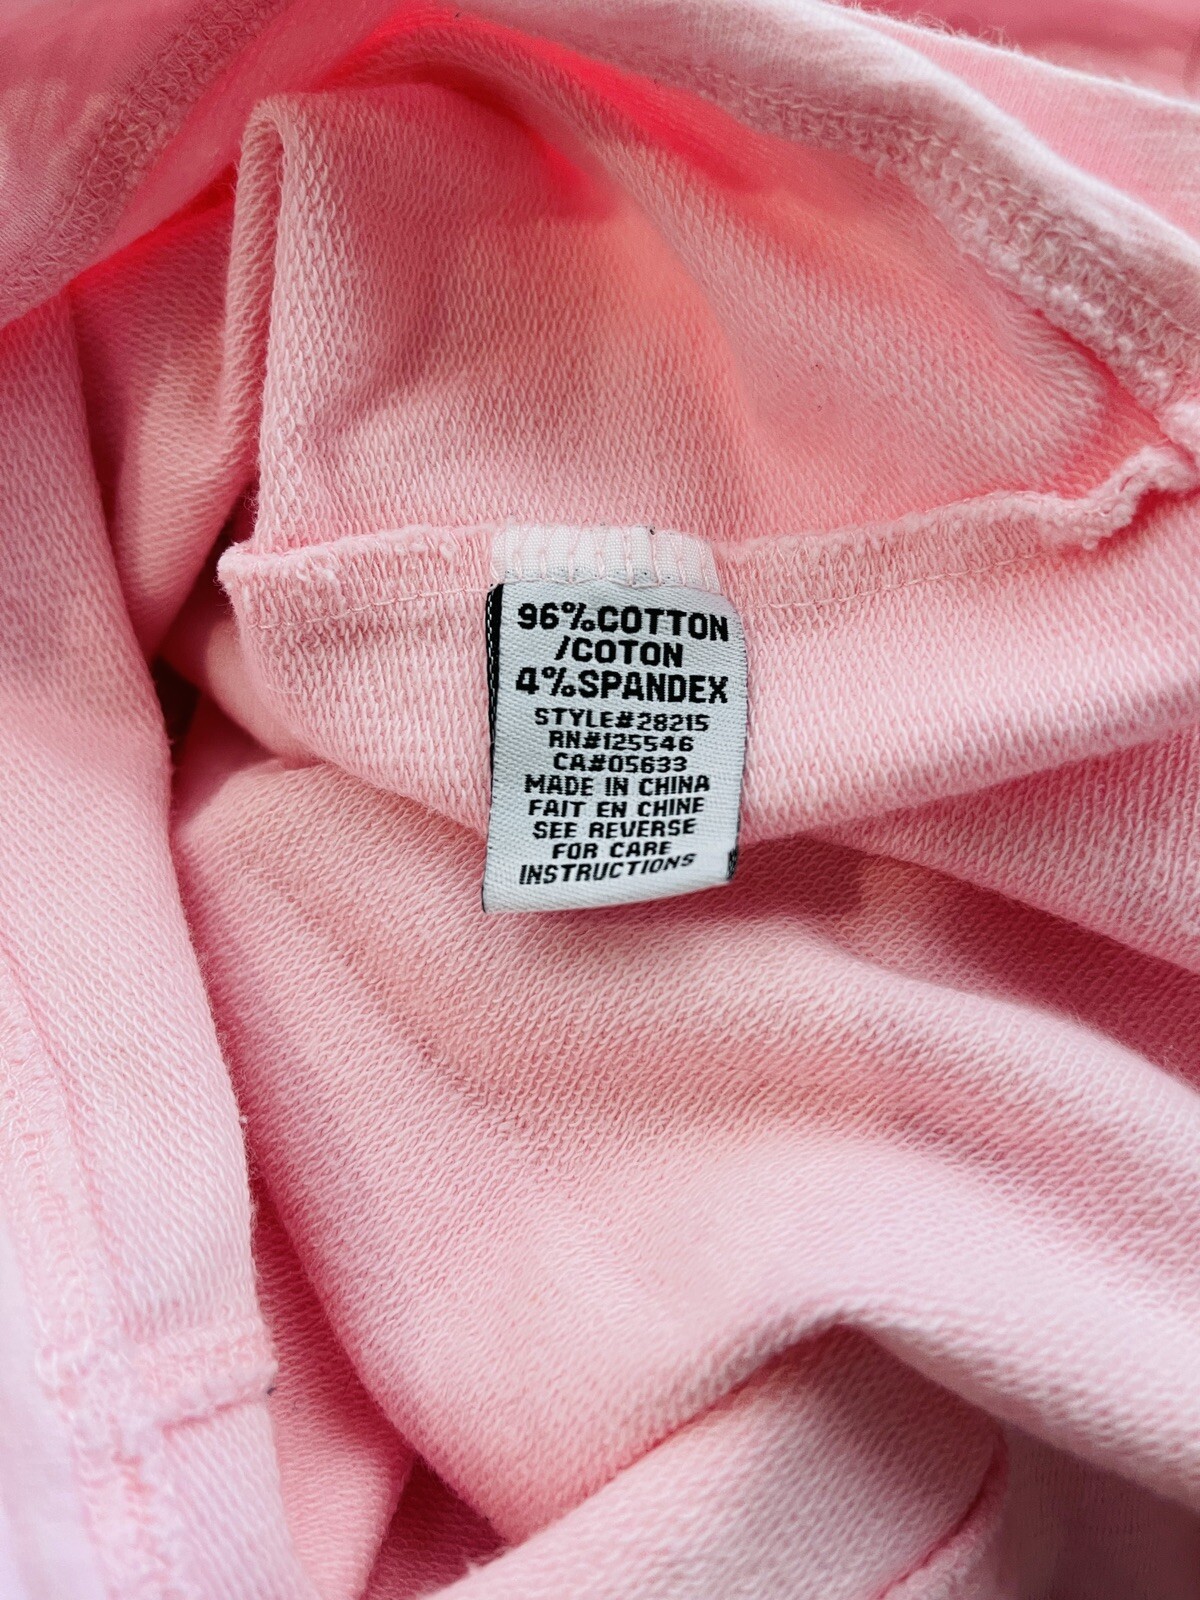 96%COTTON
/COTON
4%SPANDEX
STYLE#28215
RN#125546
CA#05633
MADE IN CHINA
FAIT EN CHINE
SEE REVERSE
FOR CARE
INSTRUCTIONS